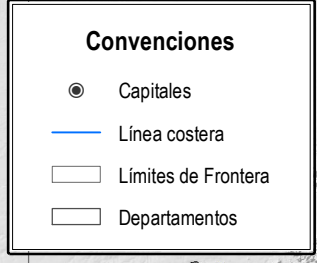 Convenciones
Capitales
Línea costera
Límites de Frontera
Departamentos